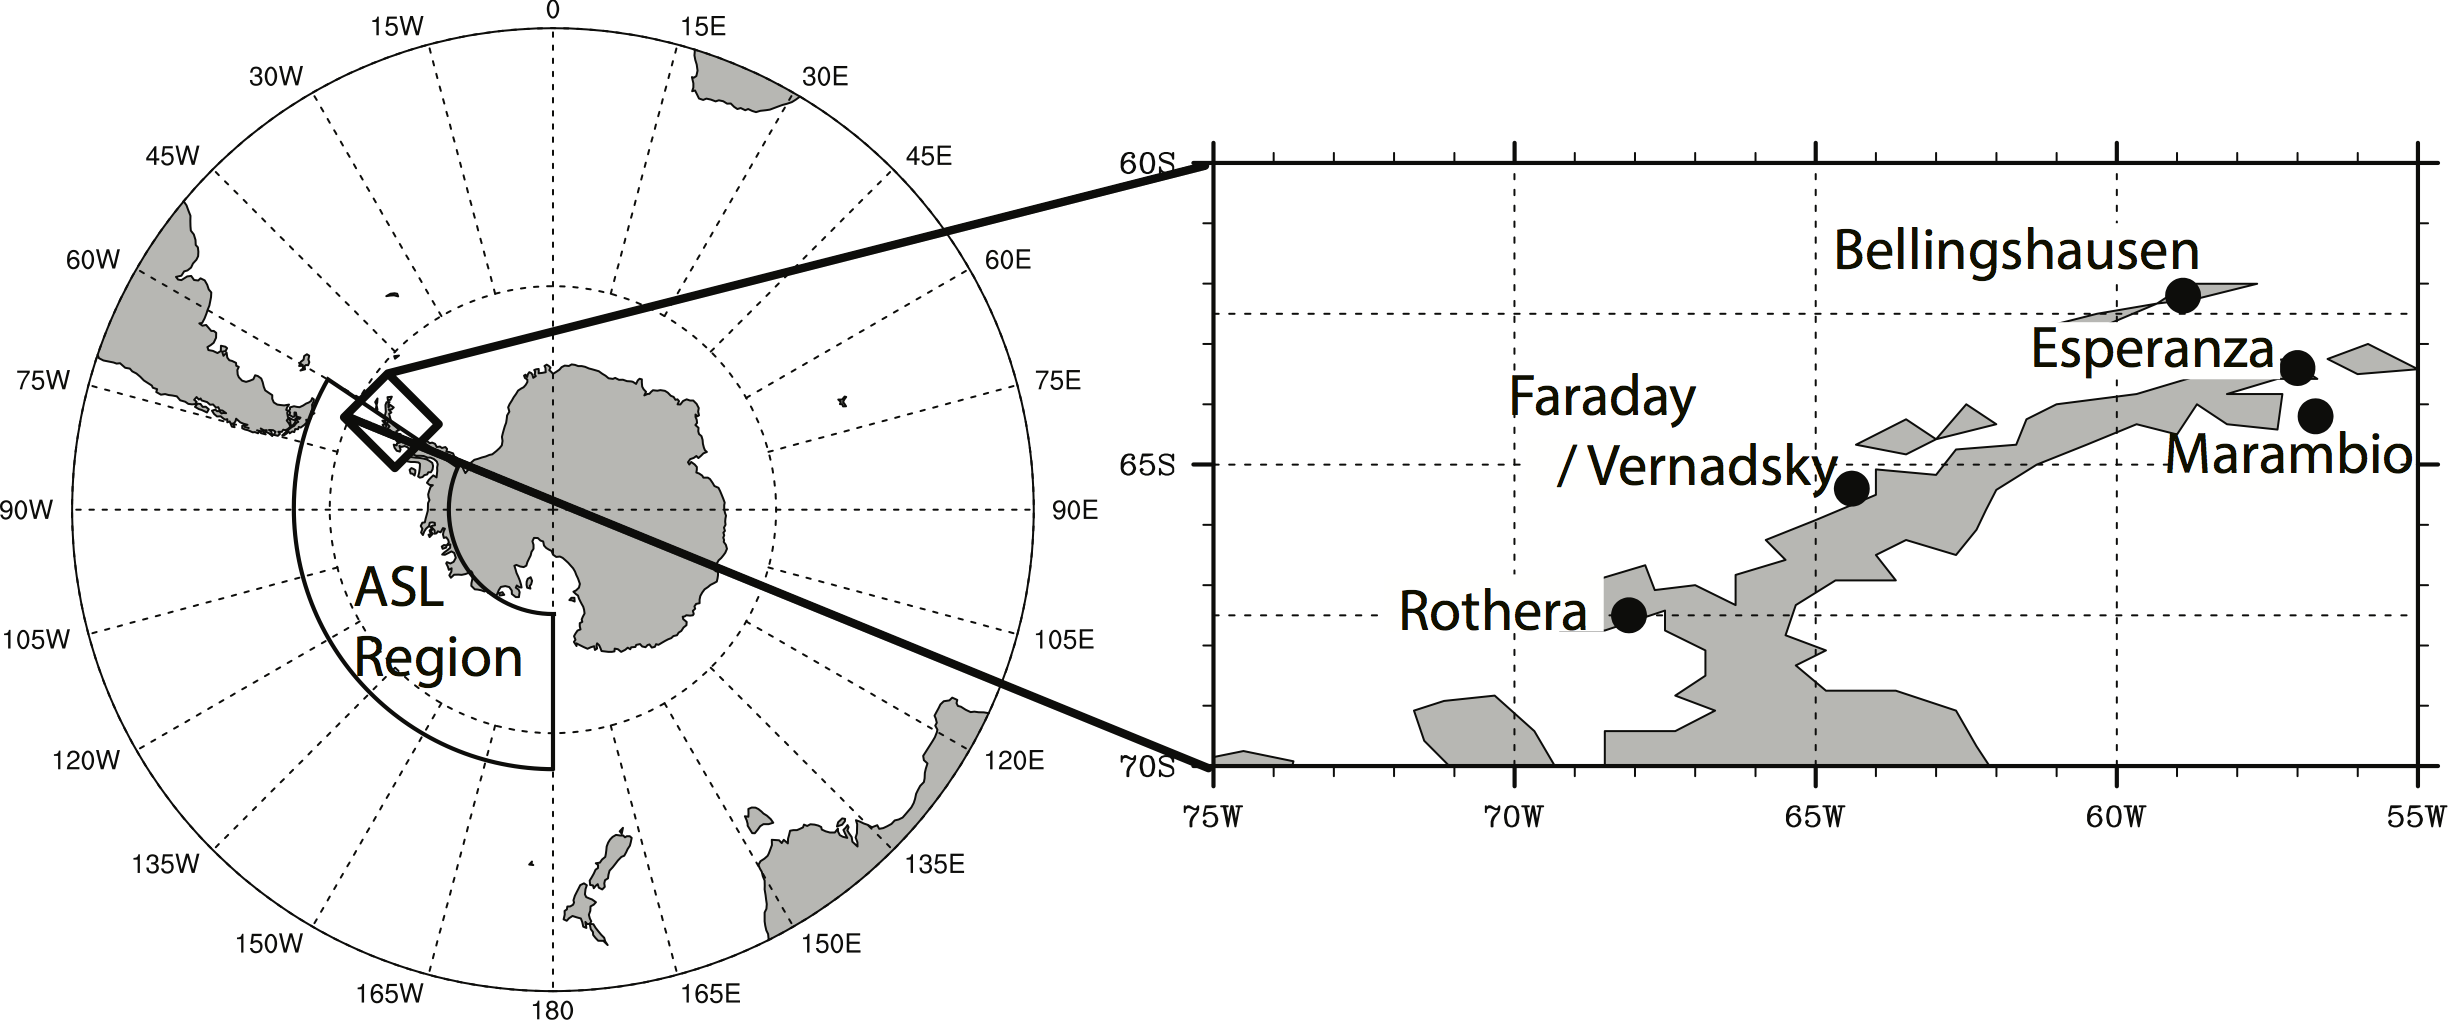 0
15W
15E
30W
30E
45W
45E
60W
60E
75W
75E
90W
90E
105W
105E
120W
120E
135W
135E
150W
150E
165W
165E
180
ASL
Region
60S
65S
70S
75W
70W
65W
60W
55W
Bellingshausen
Esperanza
Faraday
/ Vernadsky
Marambio
Rothera